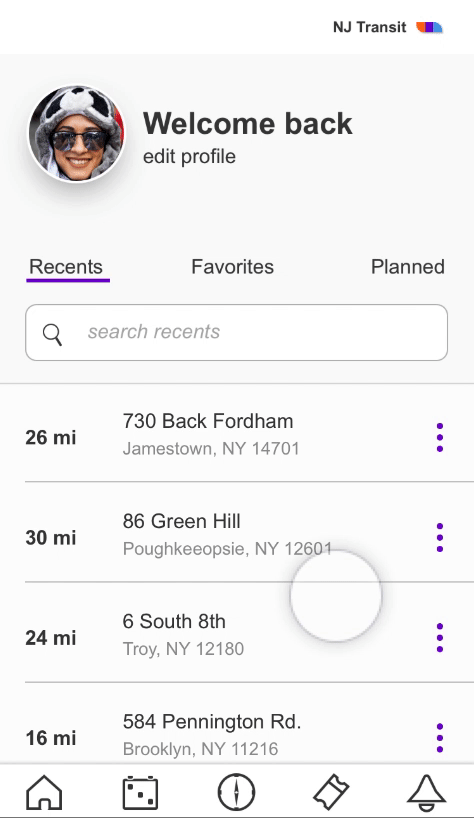 NJ Transit
Welcome back
edit profile
Recents
Favorites
Planned
search recents
26 mi
730 Back Fordham
Jamestown, NY 14701
30 mi
86 Green Hill
Poughkeeopsie, NY 12601
24 mi
6 South 8th
Troy, NY 12180
16 mi
584 Pennington Rd.
Brooklyn, NY 11216